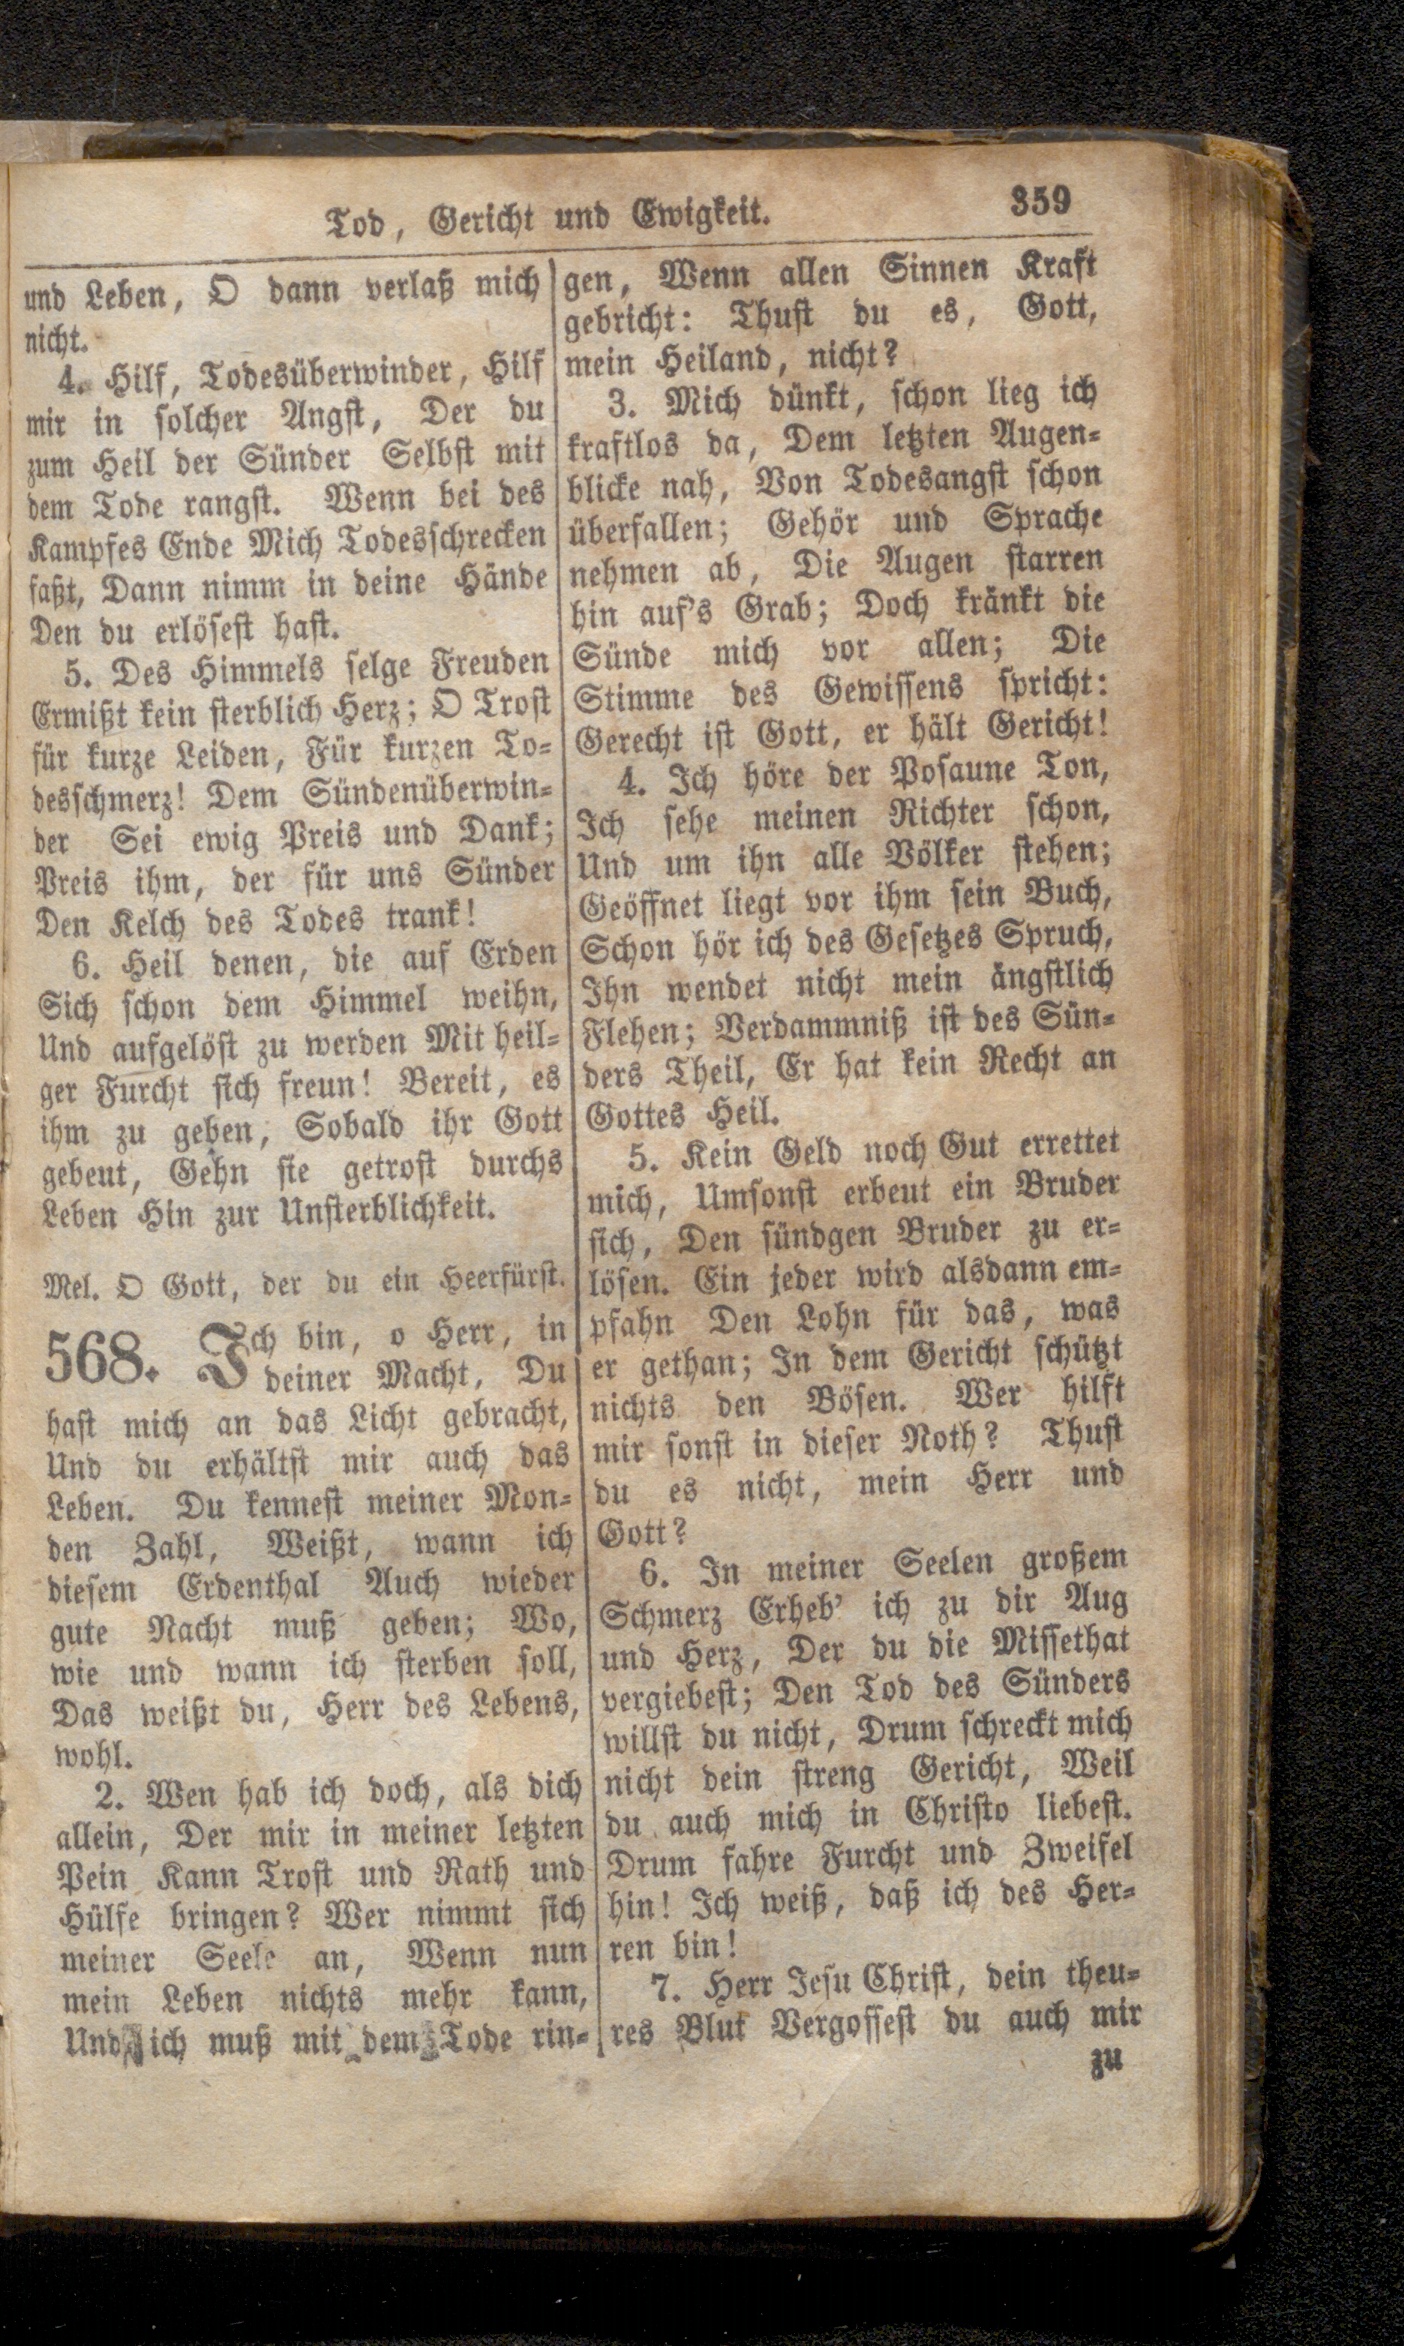 Tod, Gericht und Ewigkeit. 359
und Leben, O dann verlaß mich
nicht.
4. Hilf, Todesüberwinder, Hilf
mir in solcher Angst, Der du
zum Heil der Sünder Selbst mit
dem Tode rangst. Wenn bei des
Kampfes Ende Mich Todesschrecken
faßt, Dann nimm in deine Hände
Den du erlösest hast.
5. Des Himmels selge Freuden
Ermißt kein sterblich Herz; O Trost
für kurze Leiden, Für kurzen To-
desschmerz! Dem Sündenüberwin-
der Sei ewig Preis und Dank;
Preis ihm, der für uns Sünder
Den Kelch des Todes trank!
6. Heil denen, die auf Erden
Sich schon dem Himmel weihn,
Und aufgelöst zu werden Mit heil-
ger Furcht sich freun! Bereit, es
ihm zu geben, Sobald ihr Gott
gebeut, Gehn sie getrost durchs
Leben Hin zur Unsterblichkeit.
Mel. O Gott, der du ein Heerfürst.
568. Ich bin, o Herr, in
deiner Macht, Du
hast mich an das Licht gebracht,
Und du erhältst mir auch das
Leben. Du kennest meiner Mon-
den Zahl, Weißt, wann ich
diesem Erdenthal Auch wieder
gute Nacht muß geben; Wo,
wie und wann ich sterben soll,
Das weißt du, Herr des Lebens,
wohl.
2. Wen hab ich doch, als dich
allein, Der mir in meiner letzten
Pein Kann Trost und Rath und
Hülfe bringen? Wer nimmt sich
meiner Seele an, Wenn nun
mein Leben nichts mehr kann,
Und ich muß mit dem Tode rin-
gen, Wenn allen Sinnen Kraft
gebricht: Thust du es, Gott,
mein Heiland, nicht?
3. Mich dünkt, schon lieg ich
kraftlos da, Dem letzten Augen-
blicke nah, Von Todesangst schon
überfallen; Gehör und Sprache
nehmen ab, Die Augen starren
hin auf's Grab; Doch kränkt die
Sünde mich vor allen; Die
Stimme des Gewissens spricht:
Gerecht ist Gott, er hält Gericht!
4. Ich höre der Posaune Ton,
Ich sehe meinen Richter schon,
Und um ihn alle Völker stehen;
Geöffnet liegt vor ihm sein Buch,
Schon hör ich des Gesetzes Spruch,
Ihn wendet nicht mein ängstlich
Flehen; Verdammniß ist des Sün-
ders Theil, Er hat kein Recht an
Gottes Heil.
5. Kein Geld noch Gut errettet
mich, Umsonst erbeut ein Bruder
sich, Den sündgen Bruder zu er-
lösen. Ein jeder wird alsdann em-
pfahn Den Lohn für das, was
er gethan; In dem Gericht schützt
nichts den Bösen. Wer hilft
mir sonst in dieser Noth? Thust
du es nicht, mein Herr und
Gott?
6. In meiner Seelen großem
Schmerz Erheb' ich zu dir Aug
und Herz, Der du die Missethat
vergiebest; Den Tod des Sünders
willst du nicht, Drum schreckt mich
nicht dein streng Gericht, Weil
du auch mich in Christo liebest.
Drum fahre Furcht und Zweifel
hin! Ich weiß, daß ich des Her-
ren bin!
7. Herr Jesu Christ, dein theu-
res Blut Vergossest du auch mir
zu